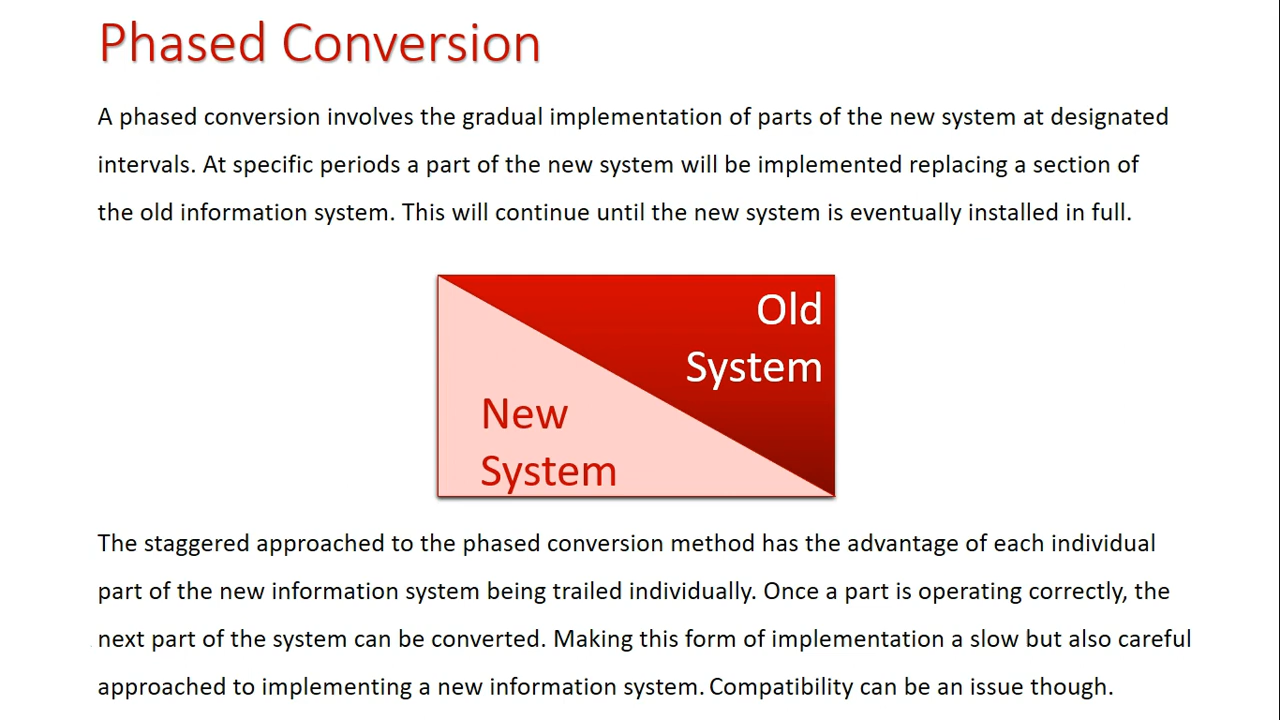 Phased Conversion
A phased conversion involves the gradual implementation of parts of the new system at designated
intervals. At specific periods a part of the new system will be implemented replacing a section of
the old information system. This will continue until the new system is eventually installed in full.
Old
System
New
System
The staggered approached to the phased conversion method has the advantage of each individual
part of the new information system being trailed individually. Once a part is operating correctly, the
next part of the system can be converted. Making this form of implementation a slow but also careful
approached to implementing a new information system. Compatibility can be an issue though.